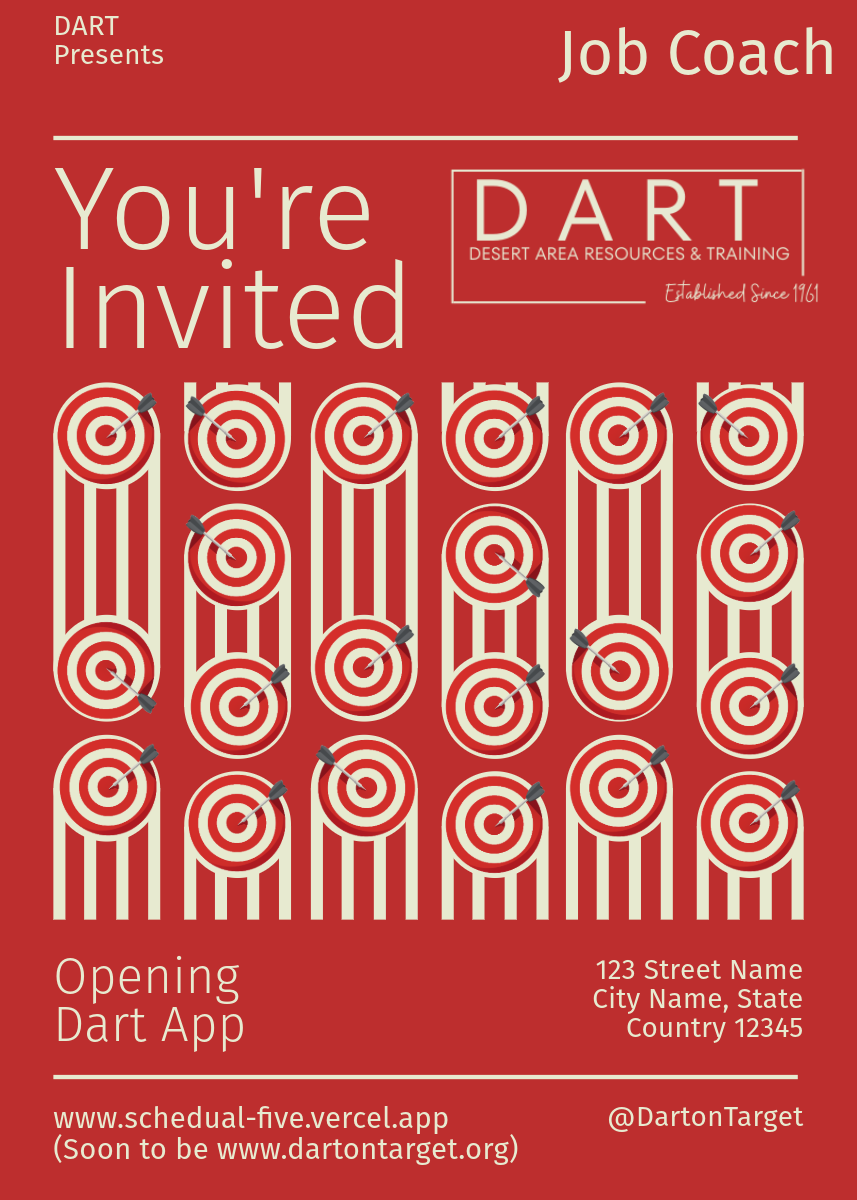 DART
Presents
Job Coach
You're
Invited
DART
DESERT AREA RESOURCES & TRAINING
Established Since 1961
Opening
Dart App
123 Street Name
City Name, State
Country 12345
www.schedual-five.vercel.app
(Soon to be www.dartontarget.org)
@DartonTarget